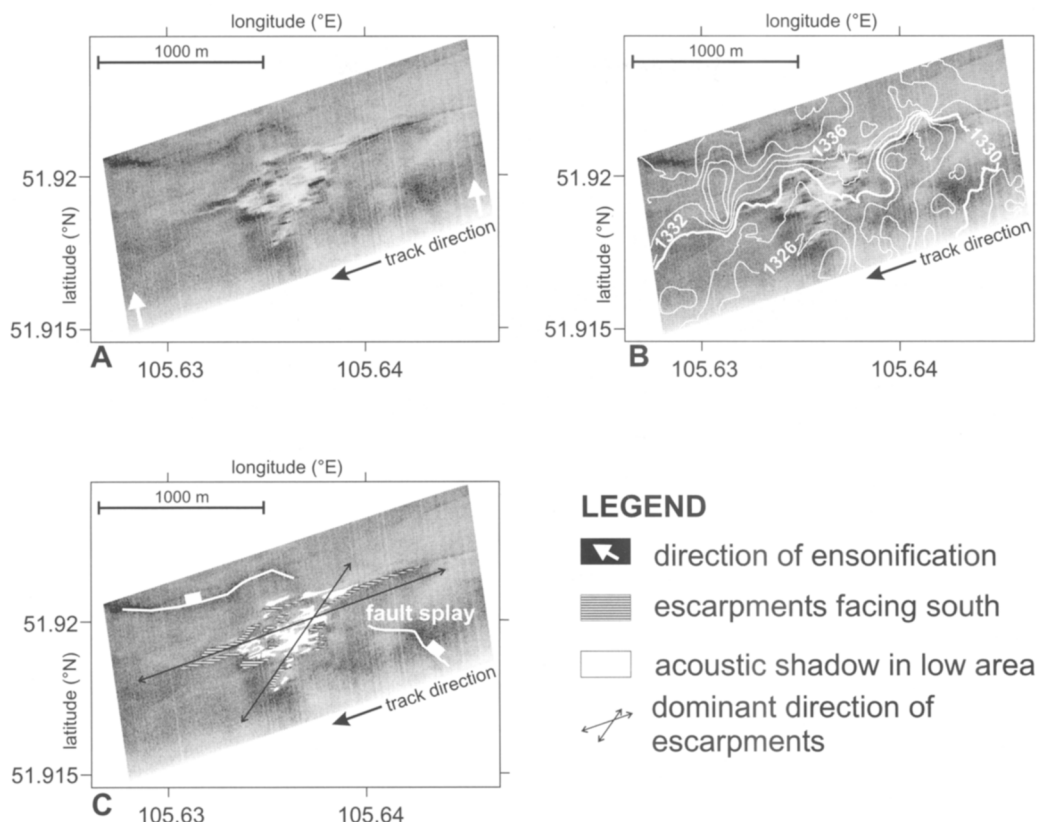 longitude (°E)
1000 m
51.92
latitude (°N)
track direction
51.915
A
105.63
105.64
longitude (°E)
1000 m
1336
1330
51.92
latitude (°N)
1332
1326
track direction
51.915
B
105.63
105.64
longitude (°E)
1000 m
51.92
fault splay
latitude (°N)
track direction
51.915
C
105.63
105.64
LEGEND
direction of ensonification
escarpments facing south
acoustic shadow in low area
dominant direction of
escarpments